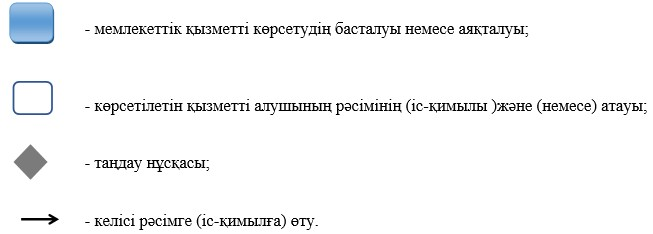 - мемлекеттік қызметті көрсетудің басталуы немесе аяқталуы;
- көрсетілетін қызметті алушының рәсімінің (іс-қимылы )және (немесе) атауы;
- таңдау нұсқасы;
- келісі рәсімге (іс-қимылға) өту.